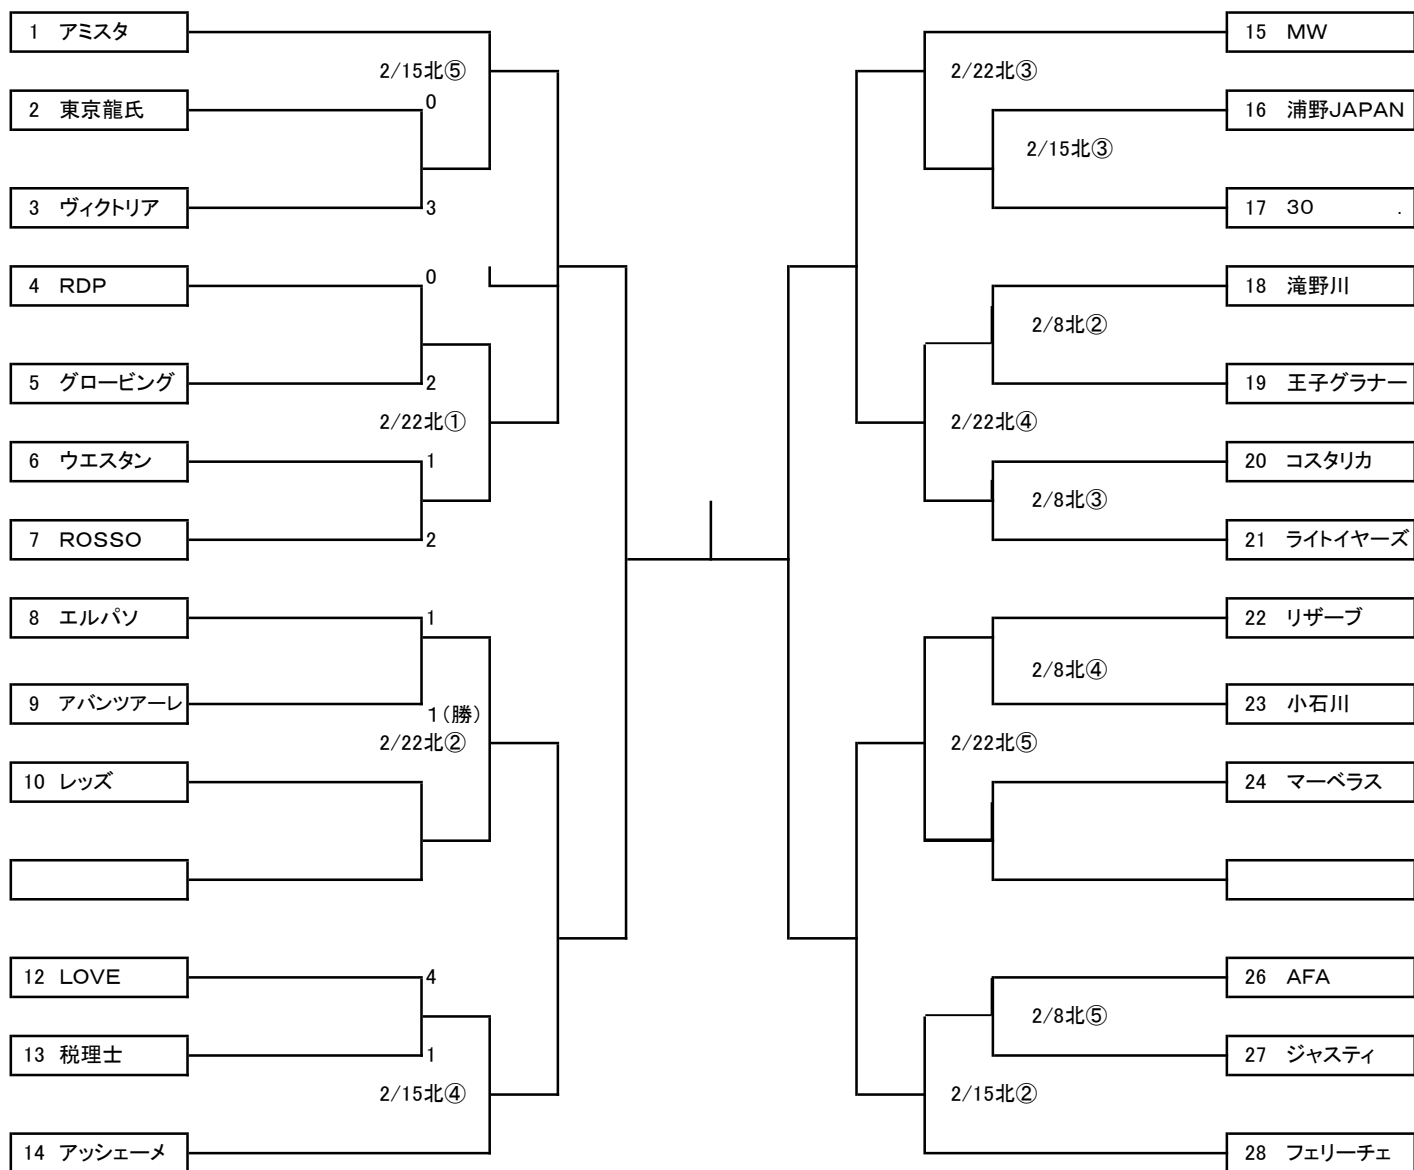 1 アミスタ
2/15北⑤
2 東京龍氏
0
3 ヴィクトリア
3
4 RDP
0
5 グロービング
2
2/22北①
6 ウエスタン
1
7 ROSSO
2
8 エルパソ
1
9 アバンツアーレ
1(勝)
2/22北②
10 レッズ
12 LOVE
4
13 税理士
1
2/15北④
14 アッシェーメ
15 MW
2/22北③
16 浦野JAPAN
2/15北③
17 30 .
18 滝野川
2/8北②
19 王子グラナー
2/22北④
20 コスタリカ
2/8北③
21 ライトイヤーズ
22 リザーブ
2/8北④
23 小石川
2/22北⑤
24 マーベラス
26 AFA
2/8北⑤
27 ジャスティ
2/15北②
28 フェリーチェ